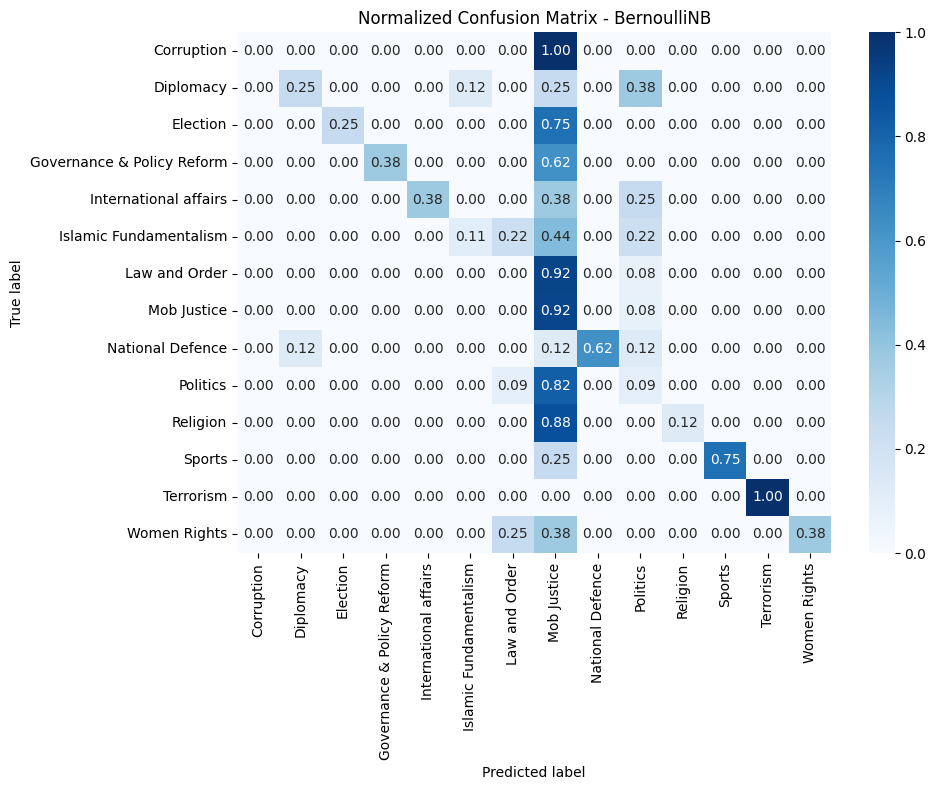 Normalized Confusion Matrix - BernoulliNB
Corruption 0.00 0.00 0.00 0.00 0.00 0.00 0.00 1.00 0.00 0.00 0.00 0.00 0.00 0.00
Diplomacy 0.00 0.25 0.00 0.00 0.00 0.12 0.00 0.25 0.00 0.38 0.00 0.00 0.00 0.00
Election 0.00 0.00 0.25 0.00 0.00 0.00 0.00 0.75 0.00 0.00 0.00 0.00 0.00 0.00
Governance & Policy Reform 0.00 0.00 0.00 0.38 0.00 0.00 0.00 0.62 0.00 0.00 0.00 0.00 0.00 0.00
International affairs 0.00 0.00 0.00 0.00 0.38 0.00 0.00 0.38 0.00 0.25 0.00 0.00 0.00 0.00
Islamic Fundamentalism 0.00 0.00 0.00 0.00 0.00 0.11 0.22 0.44 0.00 0.22 0.00 0.00 0.00 0.00
Law and Order 0.00 0.00 0.00 0.00 0.00 0.00 0.00 0.92 0.00 0.08 0.00 0.00 0.00 0.00
Mob Justice 0.00 0.00 0.00 0.00 0.00 0.00 0.00 0.92 0.00 0.08 0.00 0.00 0.00 0.00
National Defence 0.00 0.12 0.00 0.00 0.00 0.00 0.00 0.12 0.62 0.12 0.00 0.00 0.00 0.00
Politics 0.00 0.00 0.00 0.00 0.00 0.00 0.09 0.82 0.00 0.09 0.00 0.00 0.00 0.00
Religion 0.00 0.00 0.00 0.00 0.00 0.00 0.00 0.88 0.00 0.00 0.12 0.00 0.00 0.00
Sports 0.00 0.00 0.00 0.00 0.00 0.00 0.00 0.25 0.00 0.00 0.00 0.75 0.00 0.00
Terrorism 0.00 0.00 0.00 0.00 0.00 0.00 0.00 0.00 0.00 0.00 0.00 0.00 1.00 0.00
Women Rights 0.00 0.00 0.00 0.00 0.00 0.00 0.25 0.38 0.00 0.00 0.00 0.00 0.00 0.38
True label
Corruption
Diplomacy
Election
Governance & Policy Reform
International affairs
Islamic Fundamentalism
Law and Order
Mob Justice
National Defence
Politics
Religion
Sports
Terrorism
Women Rights
Predicted label
1.0
0.8
0.6
0.4
0.2
0.0